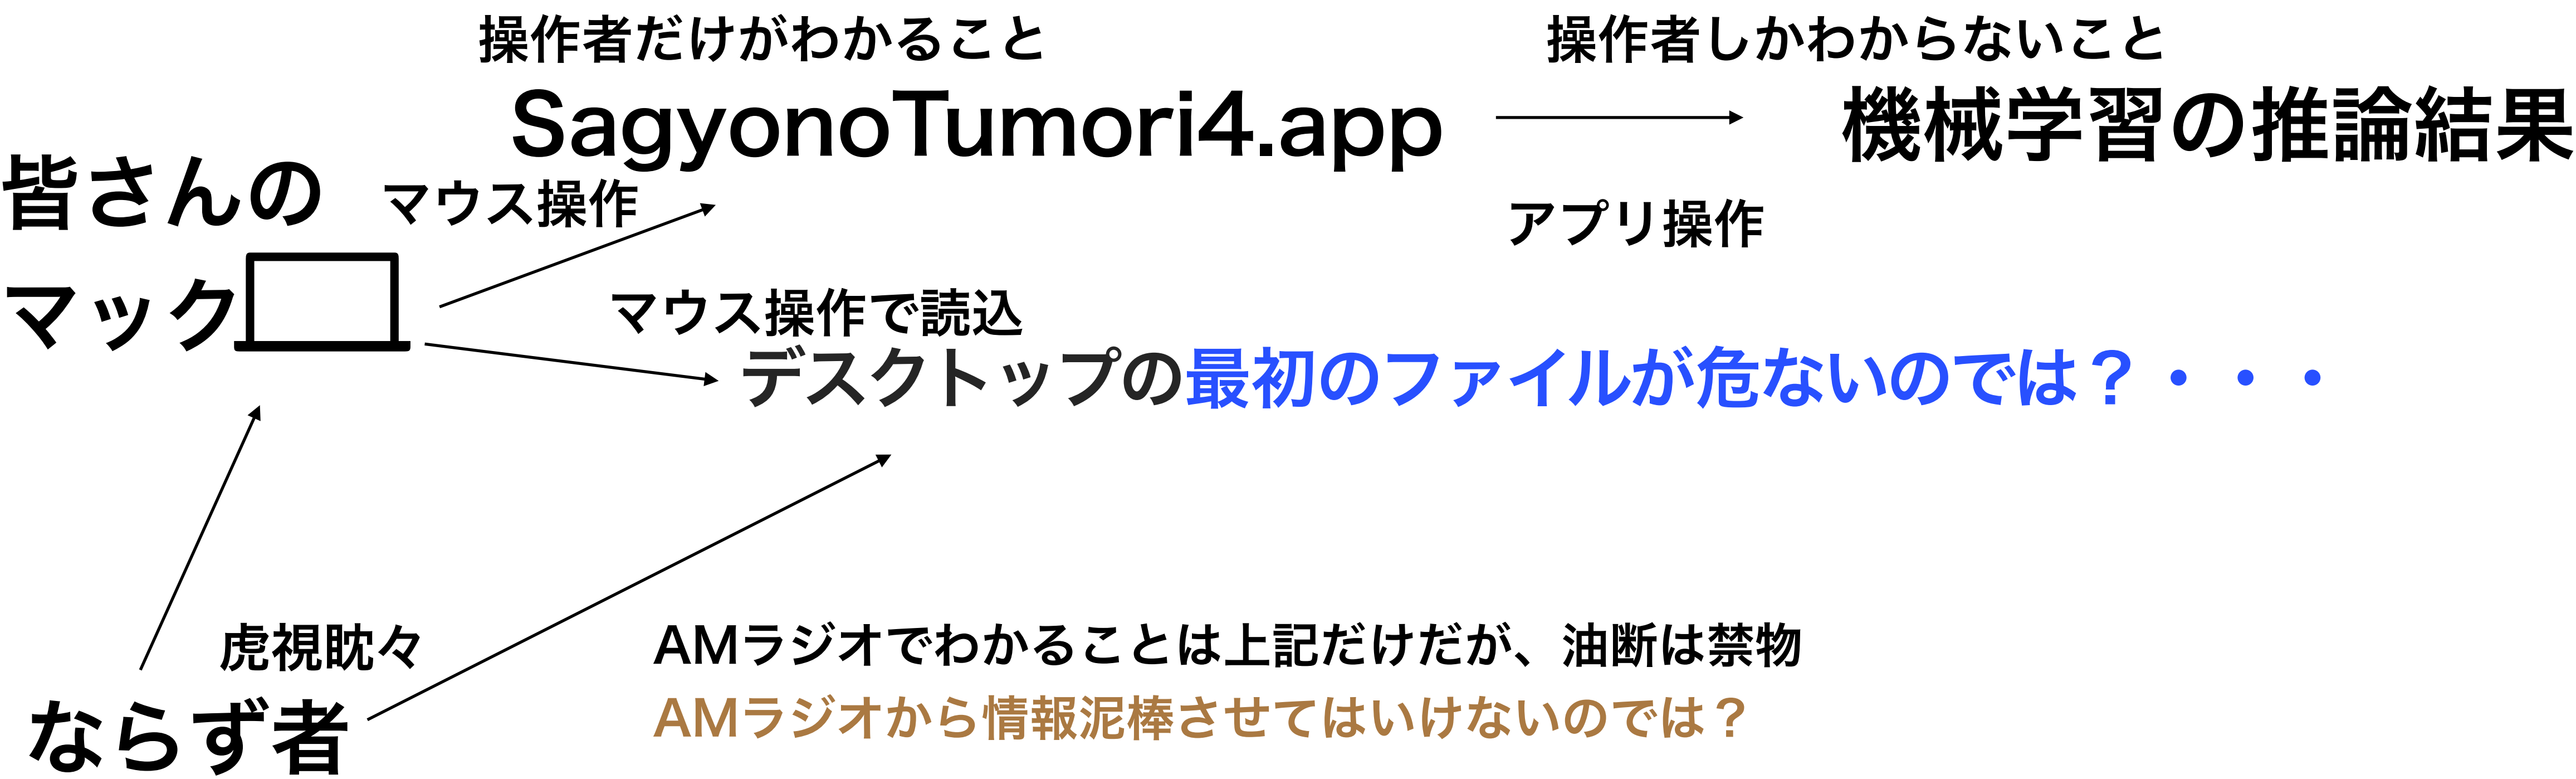 操作者だけがわかること
操作者しかわからないこと
SagyonoTumori4.app
機械学習の推論結果
皆さんの
マック
マウス操作
アプリ操作
マウス操作で読込
デスクトップの最初のファイルが危ないのでは？・・・
虎視眈々
ならず者
AMラジオでわかることは上記だけだが、油断は禁物
AMラジオから情報泥棒させてはいけないのでは？